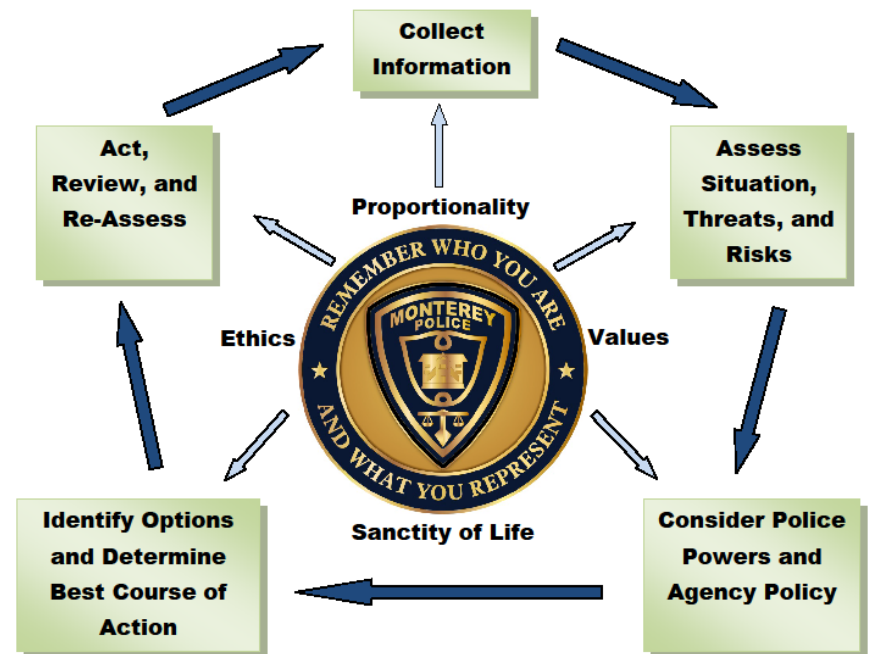 Collect
Information
Act,
Review, and
Re-Assess
Assess
Situation,
Threats, and
Risks
Proportionality
REMEMBER WHO YOU ARE
MONTEREY
POLICE
Ethics
Values
AND WHAT YOU REPRESENT
Sanctity of Life
Identify Options
and Determine
Best Course of
Action
Consider Police
Powers and
Agency Policy